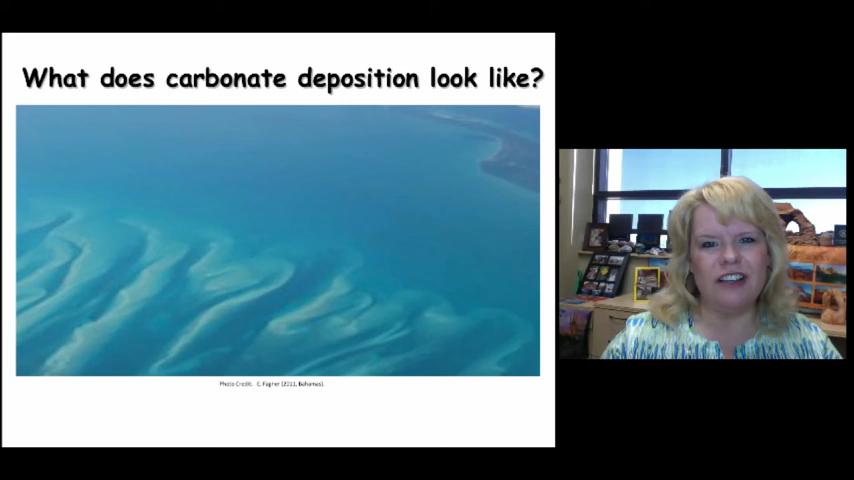 What does carbonate deposition look like?
Photo Credit: C. Fagner (2011, Bahamas).